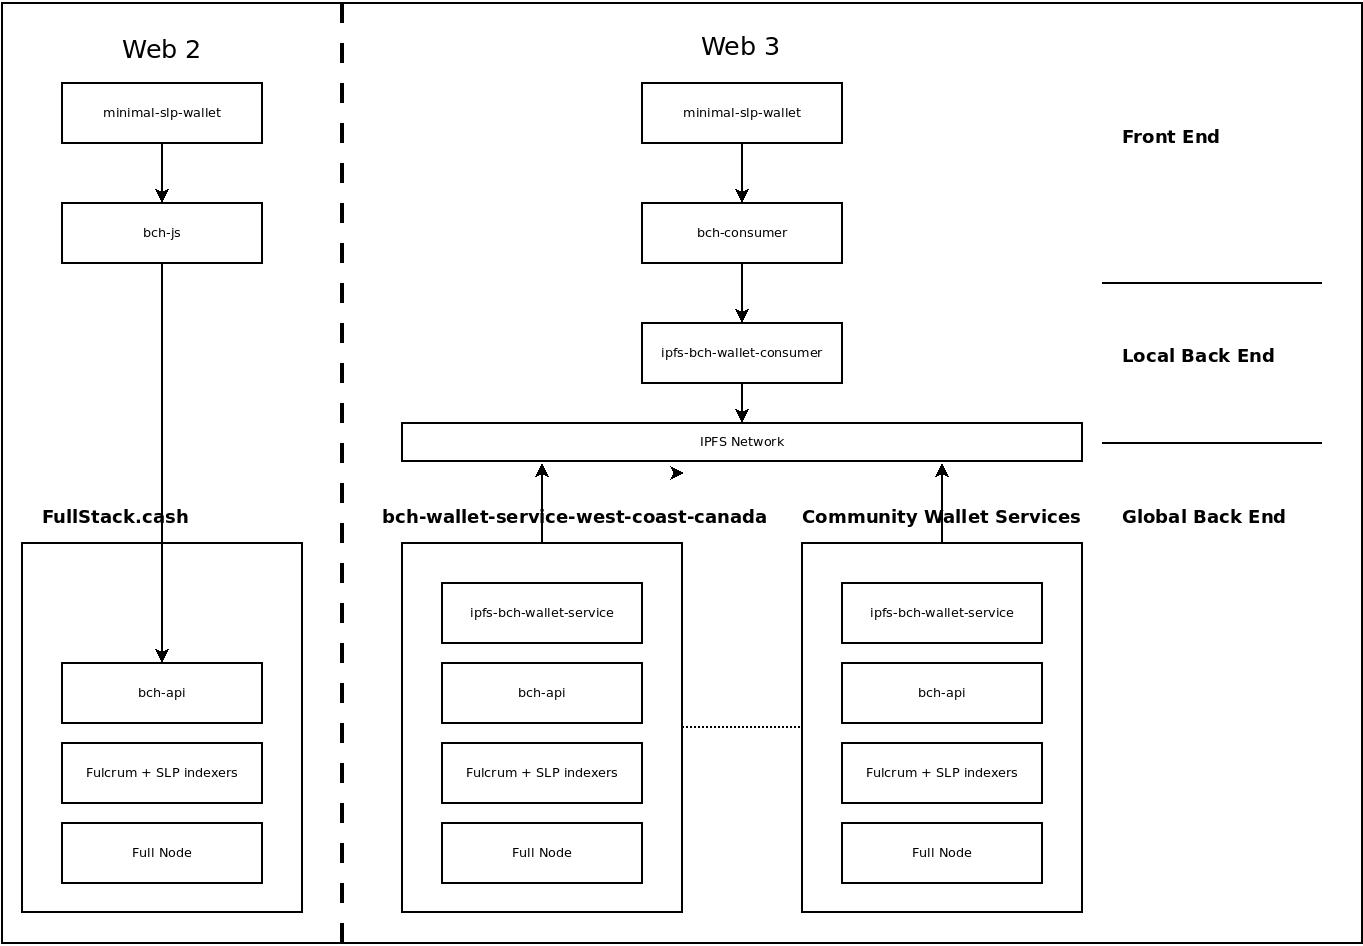 Web 2
minimal-slp-wallet
bch-js
FullStack.cash
bch-api
Fulcrum + SLP indexers
Full Node
Web 3
minimal-slp-wallet
bch-consumer
ipfs-bch-wallet-consumer
IPFS Network
bch-wallet-service-west-coast-canada
ipfs-bch-wallet-service
bch-api
Fulcrum + SLP indexers
Full Node
Community Wallet Services
ipfs-bch-wallet-service
bch-api
Fulcrum + SLP indexers
Full Node
Front End
Local Back End
Global Back End